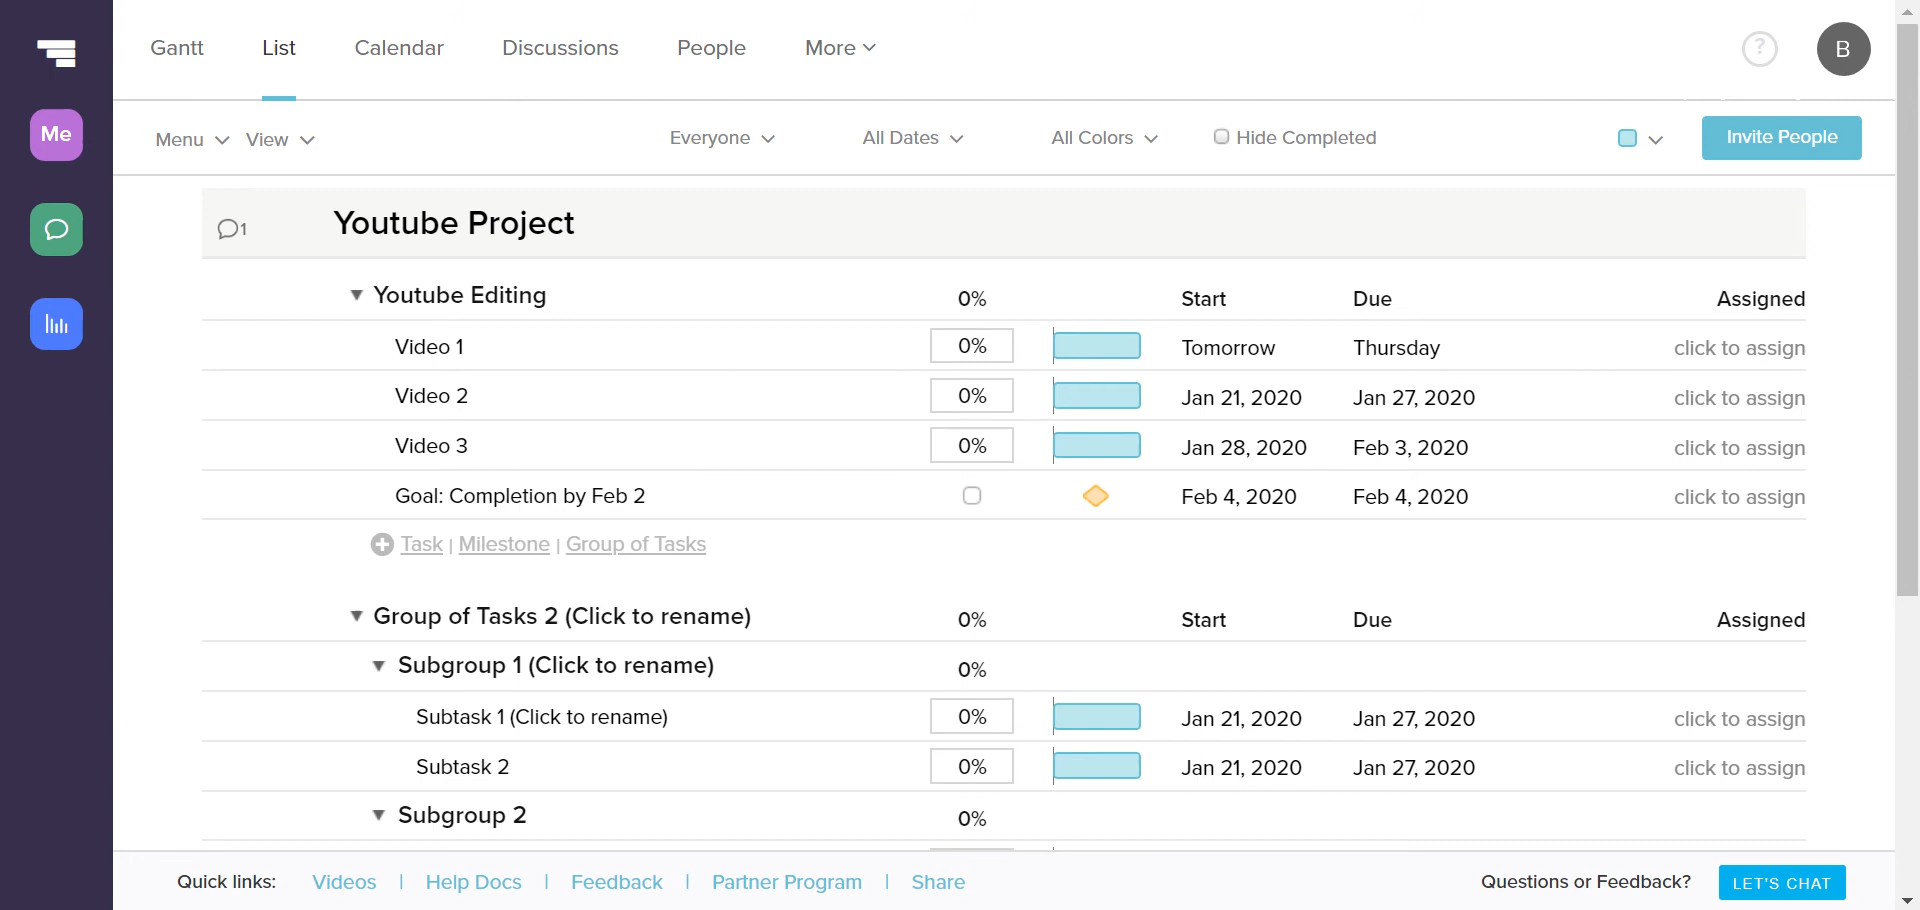 Gantt List Calendar Discussions People More ? B
Me
Menu View Everyone All Dates All Colors Hide Completed Invite People
1 Youtube Project
Youtube Editing 0% Start Due Assigned
Video 1 0% Tomorrow Thursday click to assign
Video 2 0% Jan 21, 2020 Jan 27, 2020 click to assign
Video 3 0% Jan 28, 2020 Feb 3, 2020 click to assign
Goal: Completion by Feb 2 Feb 4, 2020 Feb 4, 2020 click to assign
Task | Milestone | Group of Tasks
Group of Tasks 2 (Click to rename) 0% Start Due Assigned
Subgroup 1 (Click to rename) 0%
Subtask 1 (Click to rename) 0% Jan 21, 2020 Jan 27, 2020 click to assign
Subtask 2 0% Jan 21, 2020 Jan 27, 2020 click to assign
Subgroup 2 0%
Quick links: Videos | Help Docs | Feedback | Partner Program | Share Questions or Feedback? LET'S CHAT